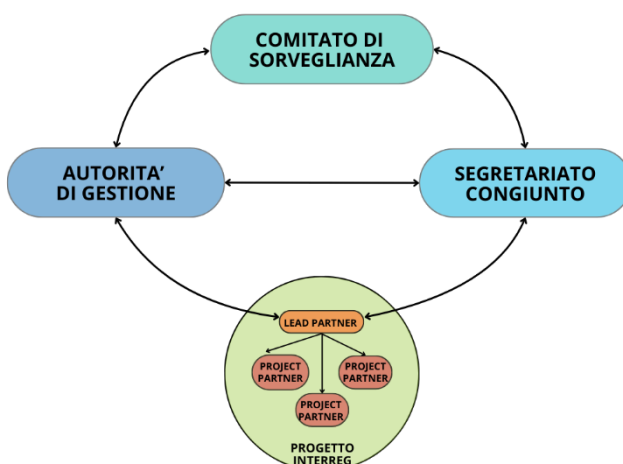 COMITATO DI
SORVEGLIANZA
AUTORITA'
DI GESTIONE
SEGRETARIATO
CONGIUNTO
LEAD PARTNER
PROJECT
PARTNER
PROJECT
PARTNER
PROJECT
PARTNER
PROGETTO
INTERREG